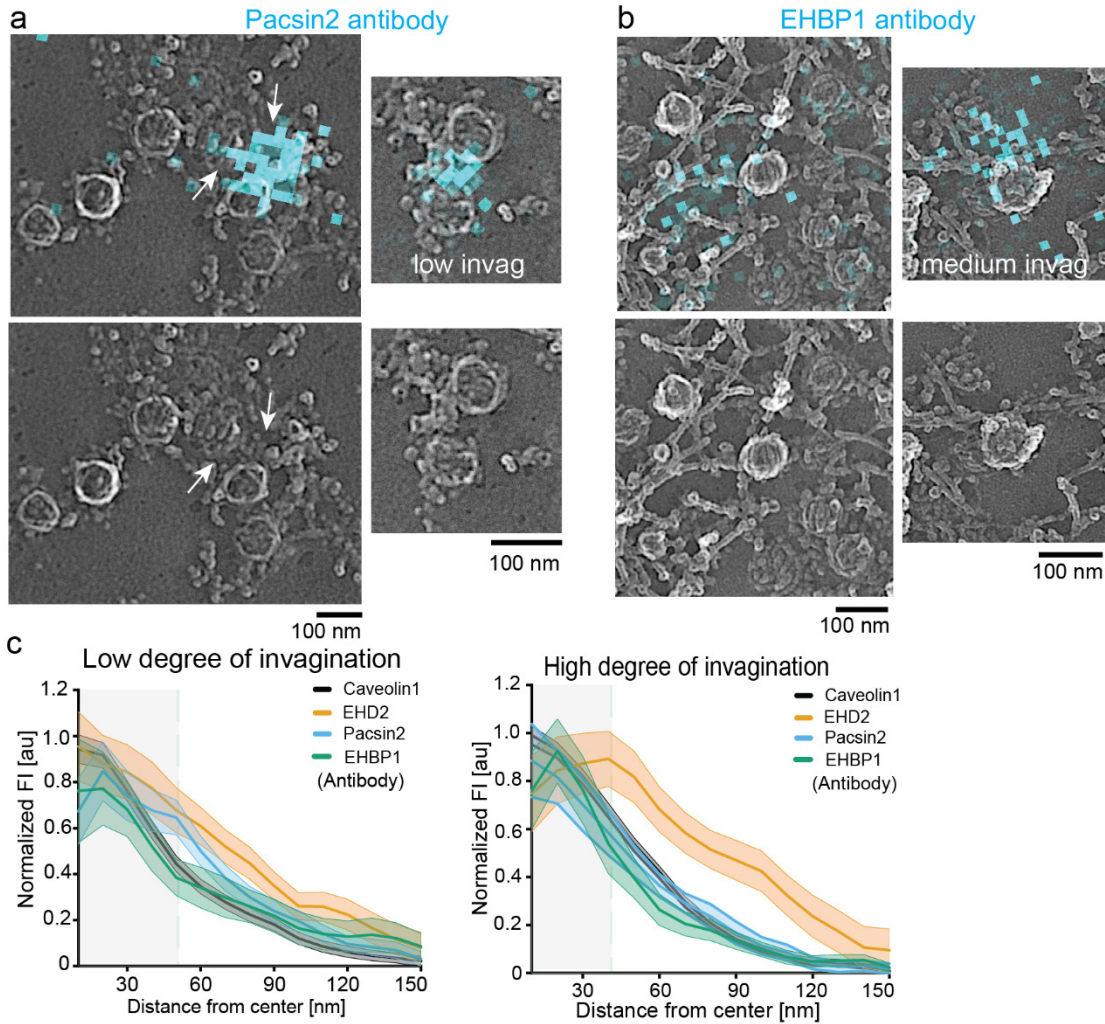 a
Pacsin2 antibody
low invag
100 nm
100 nm
b
EHBP1 antibody
medium invag
100 nm
100 nm
c
Low degree of invagination
Caveolin1
EHD2
Pacsin2
EHBP1
(Antibody)
Normalized FI [au]
1.2
1.0
0.8
0.6
0.4
0.2
0
30
60
90
120
150
Distance from center [nm]
High degree of invagination
Caveolin1
EHD2
Pacsin2
EHBP1
(Antibody)
Normalized FI [au]
1.2
1.0
0.8
0.6
0.4
0.2
0
30
60
90
120
150
Distance from center [nm]